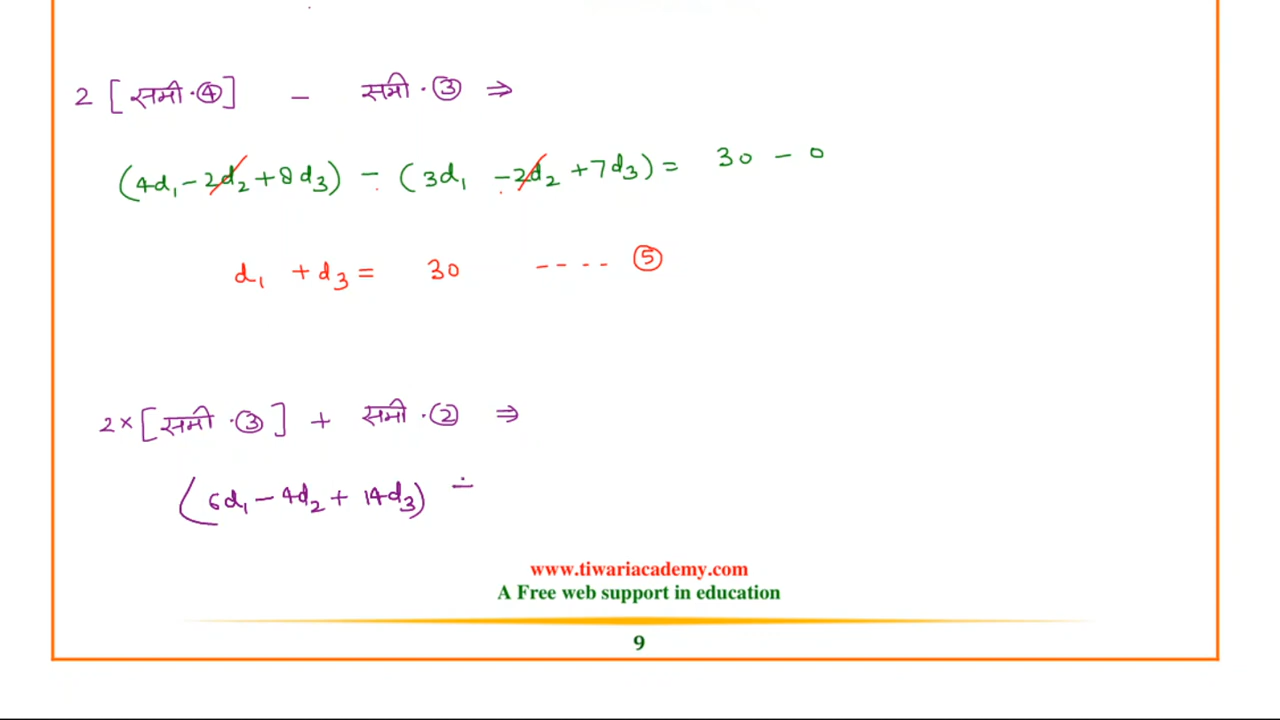 2 [समी॰④] – समी॰③ ⇒
(4d₁ – 2d₂ + 8d₃) – (3d₁ – 2d₂ + 7d₃) = 30 – 0
d₁ + d₃ = 30 ---- ⑤
2 × [समी॰③] + समी॰② ⇒
(6d₁ – 4d₂ + 14d₃)
www.tiwariacademy.com
A Free web support in education
9